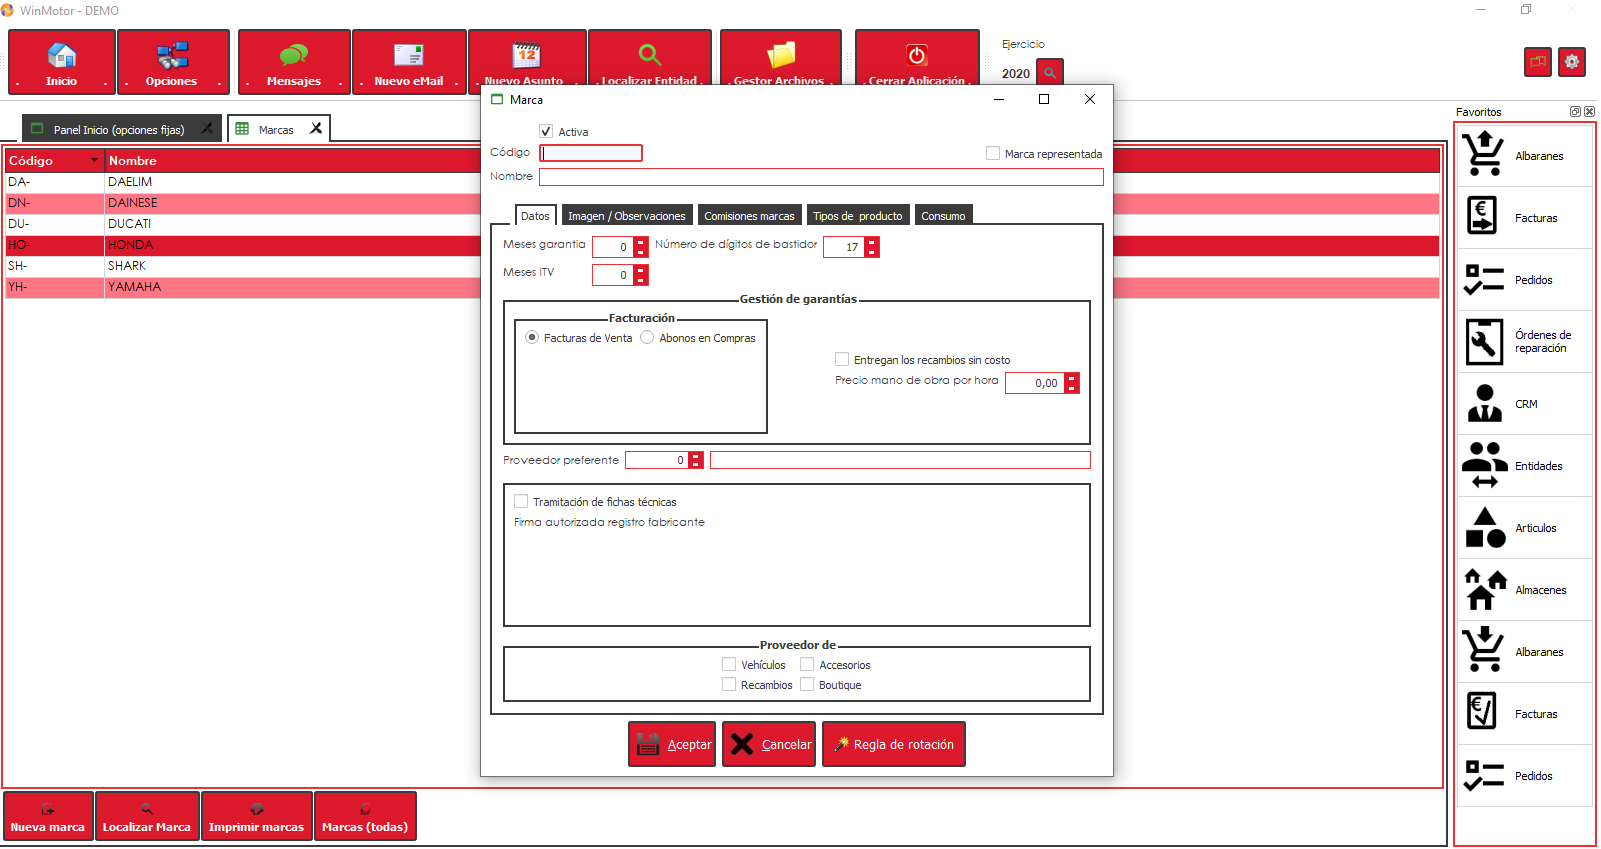 WinMotor - DEMO
. Inicio .
. Opciones .
. Mensajes .
. Nuevo eMail .
. Nuevo Asunto .
. Localizar Entidad .
. Gestor Archivos .
. Cerrar Aplicación .
Ejercicio
2020
Panel Inicio (opciones fijas)
Marcas
Código Nombre
DA- DAELIM
DN- DAINESE
DU- DUCATI
HO- HONDA
SH- SHARK
YH- YAMAHA
Marca
Activa
Código
Marca representada
Nombre
Datos Imagen / Observaciones Comisiones marcas Tipos de producto Consumo
Meses garantia 0 Número de dígitos de bastidor 17
Meses ITV 0
Gestión de garantías
Facturación
Facturas de Venta Abonos en Compras
Entregan los recambios sin costo
Precio mano de obra por hora 0,00
Proveedor preferente 0
Tramitación de fichas técnicas
Firma autorizada registro fabricante
Proveedor de
Vehículos Accesorios
Recambios Boutique
Aceptar Cancelar Regla de rotación
Favoritos
Albaranes
Facturas
Pedidos
Órdenes de
reparación
CRM
Entidades
Articulos
Almacenes
Albaranes
Facturas
Pedidos
Nueva marca
Localizar Marca
Imprimir marcas
Marcas (todas)